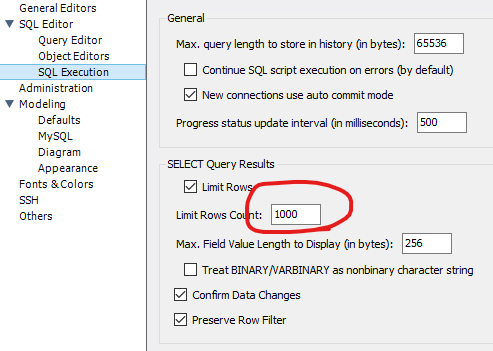 General Editors
SQL Editor
Query Editor
Object Editors
SQL Execution
Administration
Modeling
Defaults
MySQL
Diagram
Appearance
Fonts & Colors
SSH
Others
General
Max. query length to store in history (in bytes): 65536
Continue SQL script execution on errors (by default)
New connections use auto commit mode
Progress status update interval (in milliseconds): 500
SELECT Query Results
Limit Rows
Limit Rows Count: 1000
Max. Field Value Length to Display (in bytes): 256
Treat BINARY/VARBINARY as nonbinary character string
Confirm Data Changes
Preserve Row Filter